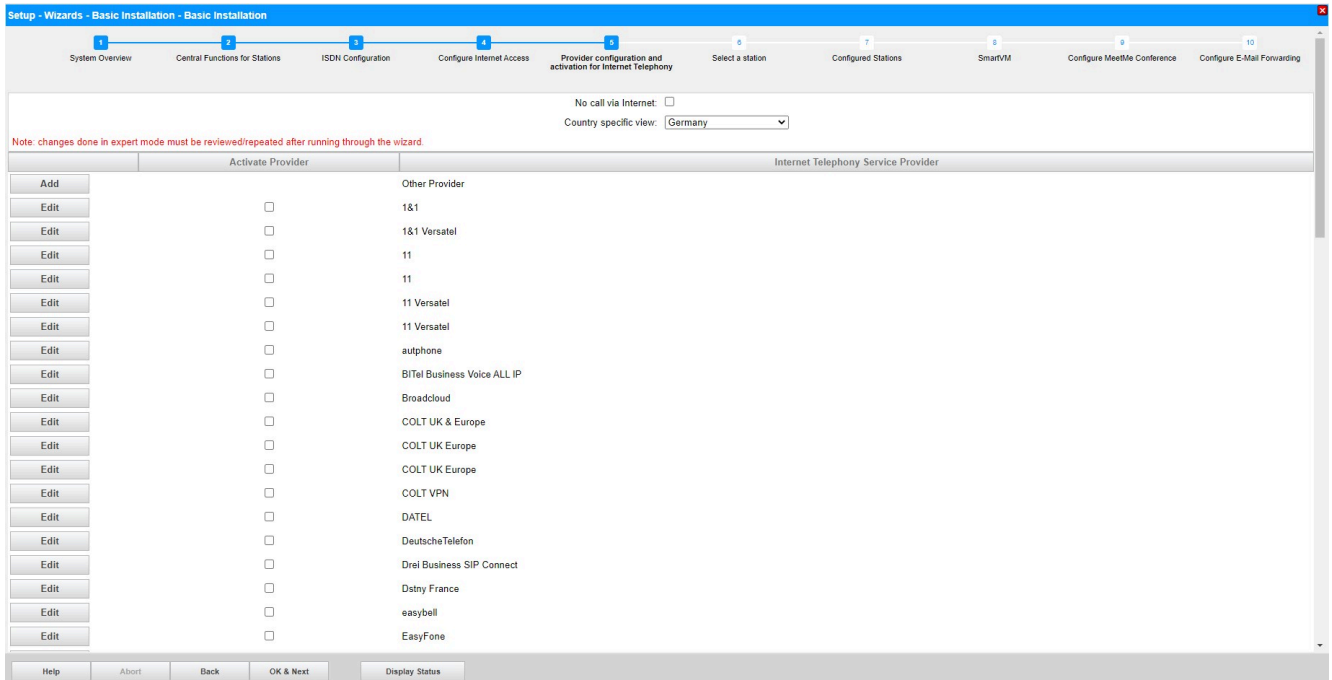 Setup - Wizards - Basic Installation - Basic Installation
1 2 3 4 5 6 7 8 9 10
System Overview Central Functions for Stations ISDN Configuration Configure Internet Access Provider configuration and activation for Internet Telephony Select a station Configured Stations SmartVM Configure MeetMe Conference Configure E-Mail Forwarding
No call via Internet:
Country specific view: Germany
Note: changes done in expert mode must be reviewed/repeated after running through the wizard.
Activate Provider Internet Telephony Service Provider
Add Other Provider
Edit 1&1
Edit 1&1 Versatel
Edit 11
Edit 11
Edit 11 Versatel
Edit 11 Versatel
Edit autphone
Edit BITel Business Voice ALL IP
Edit Broadcloud
Edit COLT UK & Europe
Edit COLT UK Europe
Edit COLT UK Europe
Edit COLT VPN
Edit DATEL
Edit DeutscheTelefon
Edit Drei Business SIP Connect
Edit Dstny France
Edit easybell
Edit EasyFone
Help Abort Back OK & Next Display Status